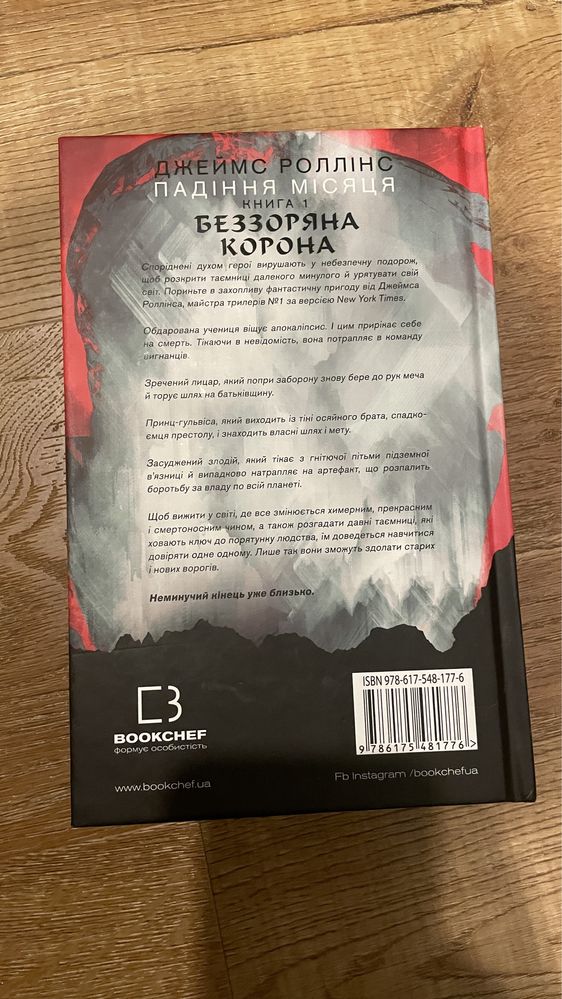 ДЖЕЙМС РОЛЛІНС
ПАДІННЯ МІСЯЦЯ
КНИГА 1
БЕЗЗОРЯНА
КОРОНА
Споріднені духом герої вирушають у небезпечну подорож,
щоб розкрити таємниці далекого минулого й урятувати свій
світ. Пориньте в захопливу фантастичну пригоду від Джеймса
Роллінса, майстра трилерів №1 за версією New York Times.
Обдарована учениця віщує апокаліпсис. І цим прирікає себе
на смерть. Тікаючи в невідомість, вона потрапляє в команду
вигнанців.
Зречений лицар, який попри заборону знову бере до рук меча
й торує шлях на батьківщину.
Принц-гульвіса, який виходить із тіні осяйного брата, спадко-
ємця престолу, і знаходить власні шлях і мету.
Засуджений злодій, який тікає з гнітючої пітьми підземної
в'язниці й випадково натрапляє на артефакт, що розпалить
боротьбу за владу по всій планеті.
Щоб вижити у світі, де все змінюється химерним, прекрасним
і смертоносним чином, а також розгадати давні таємниці, які
ховають ключ до порятунку людства, їм доведеться навчитися
довіряти одне одному. Лише так вони зможуть здолати старих
і нових ворогів.
Неминучий кінець уже близько.
BOOKCHEF
формує особистість
www.bookchef.ua
ISBN 978-617-548-177-6
9 786175 481776 >
Fb Instagram /bookchefua